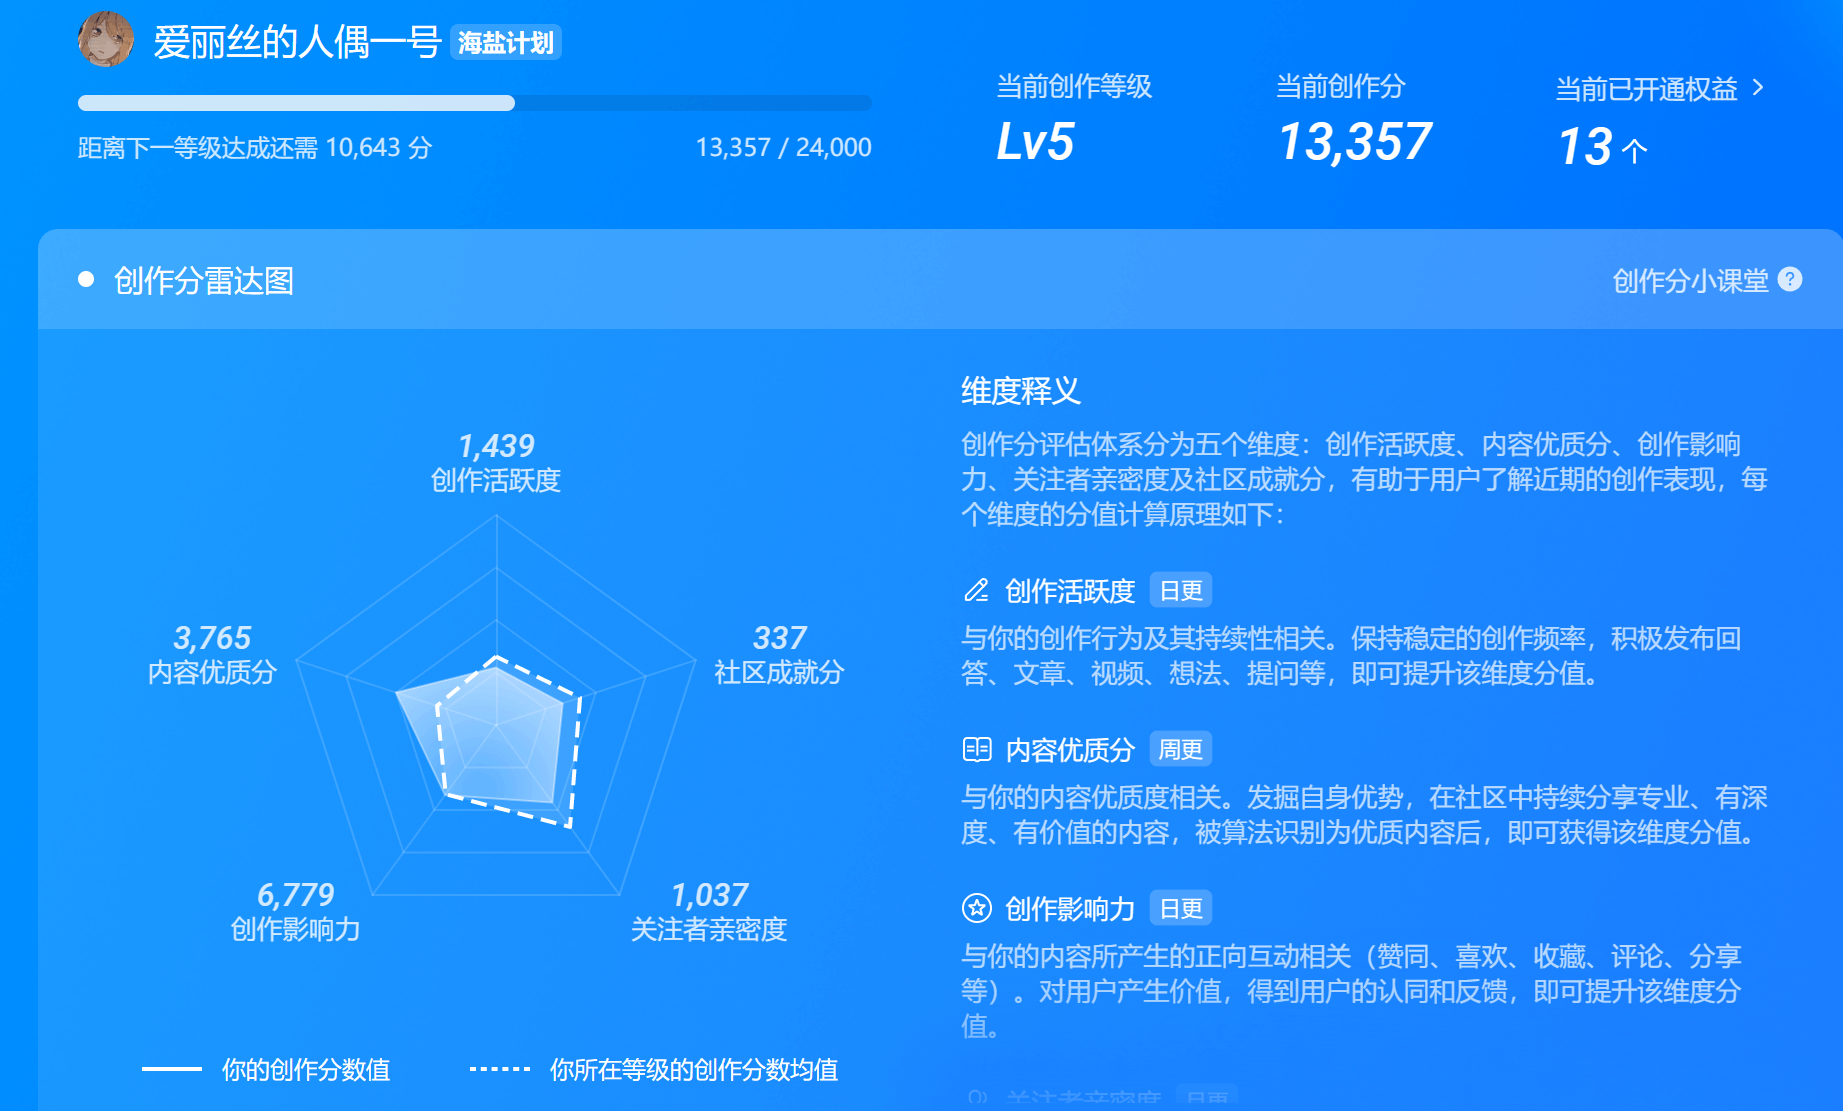 爱丽丝的人偶一号 海盐计划
距离下一等级达成还需 10,643 分
13,357 / 24,000
当前创作等级
Lv5
当前创作分
13,357
当前已开通权益
13 个
创作分雷达图
创作分小课堂 ?
1,439
创作活跃度
3,765
内容优质分
337
社区成就分
6,779
创作影响力
1,037
关注者亲密度
你的创作分数值
你所在等级的创作分数均值
维度释义
创作分评估体系分为五个维度：创作活跃度、内容优质分、创作影响
力、关注者亲密度及社区成就分，有助于用户了解近期的创作表现，每
个维度的分值计算原理如下：
创作活跃度 日更
与你的创作行为及其持续性相关。保持稳定的创作频率，积极发布回
答、文章、视频、想法、提问等，即可提升该维度分值。
内容优质分 周更
与你的内容优质度相关。发掘自身优势，在社区中持续分享专业、有深
度、有价值的内容，被算法识别为优质内容后，即可获得该维度分值。
创作影响力 日更
与你的内容所产生的正向互动相关（赞同、喜欢、收藏、评论、分享
等）。对用户产生价值，得到用户的认同和反馈，即可提升该维度分
值。
关注者亲密度 日更